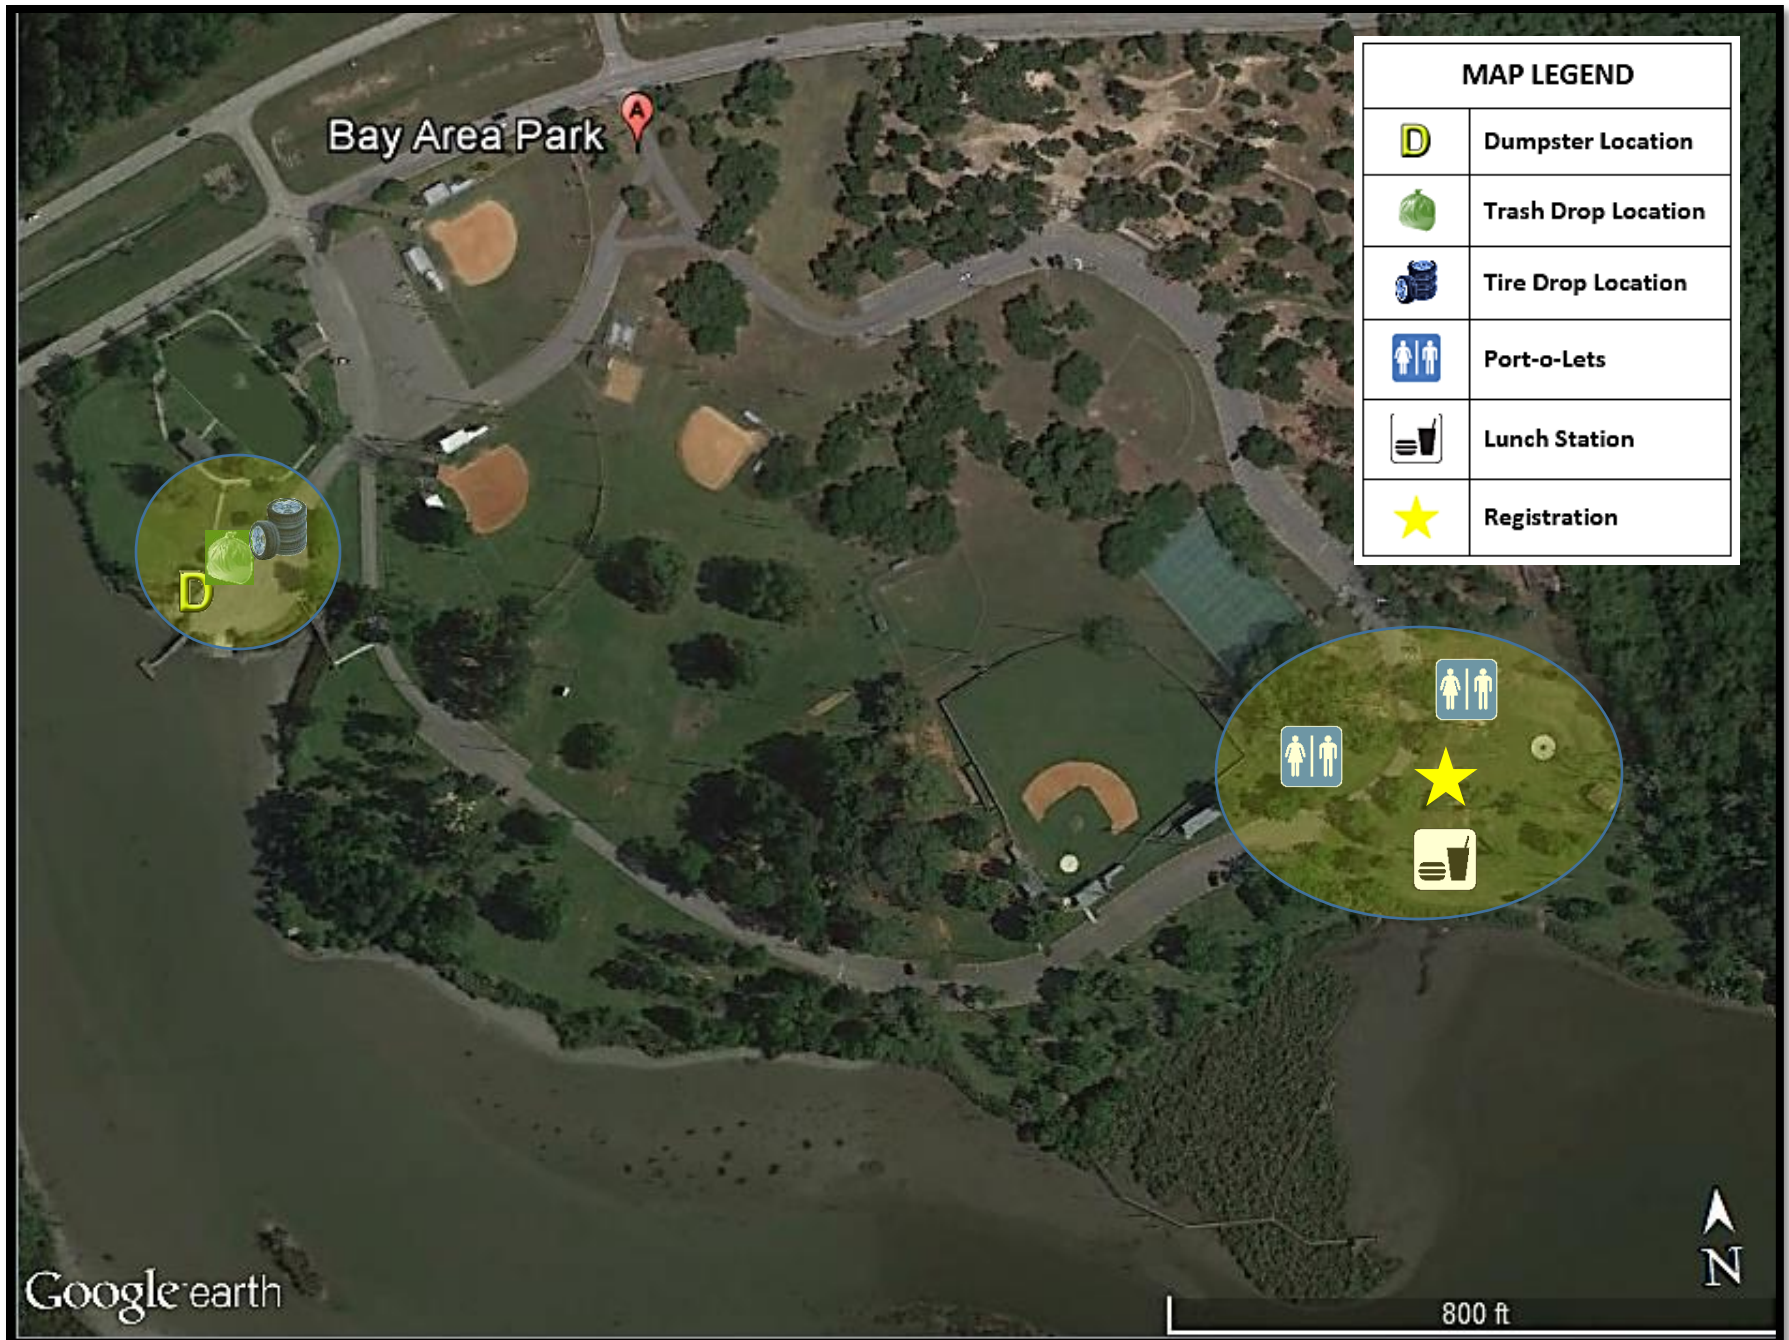 MAP LEGEND
D Dumpster Location
Trash Drop Location
Tire Drop Location
Port-o-Lets
Lunch Station
Registration
A
Bay Area Park
D
N
Google earth
800 ft